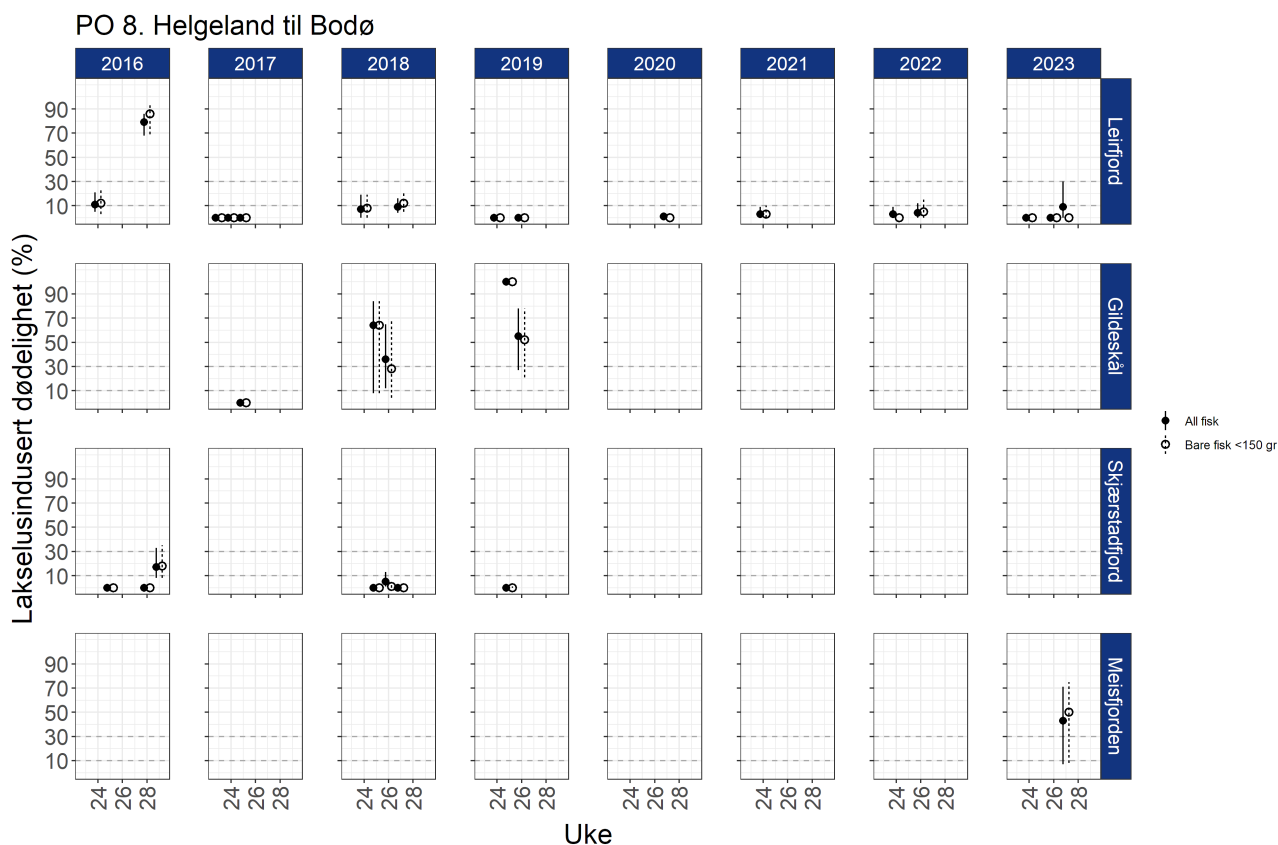 PO 8. Helgeland til Bodø
2016 2017 2018 2019 2020 2021 2022 2023
Lakselusindusert dødelighet (%)
90
70
50
30
10
Leirfjord
90
70
50
30
10
Gildeskål
90
70
50
30
10
Skjærstadfjord
90
70
50
30
10
Meisfjorden
All fisk
Bare fisk <150 gr
24 26 28 24 26 28 24 26 28 24 26 28 24 26 28 24 26 28 24 26 28 24 26 28
Uke